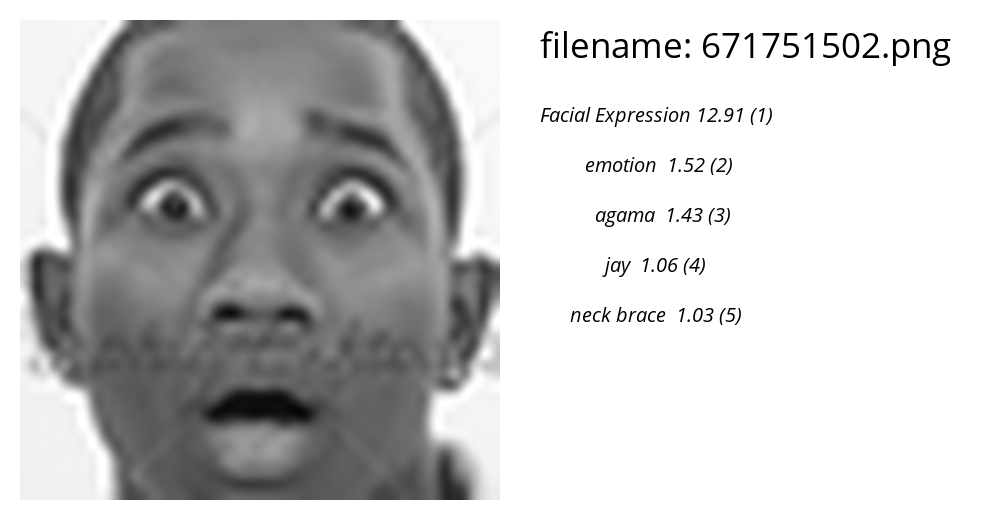 filename: 671751502.png
Facial Expression 12.91 (1)
emotion 1.52 (2)
agama 1.43 (3)
jay 1.06 (4)
neck brace 1.03 (5)